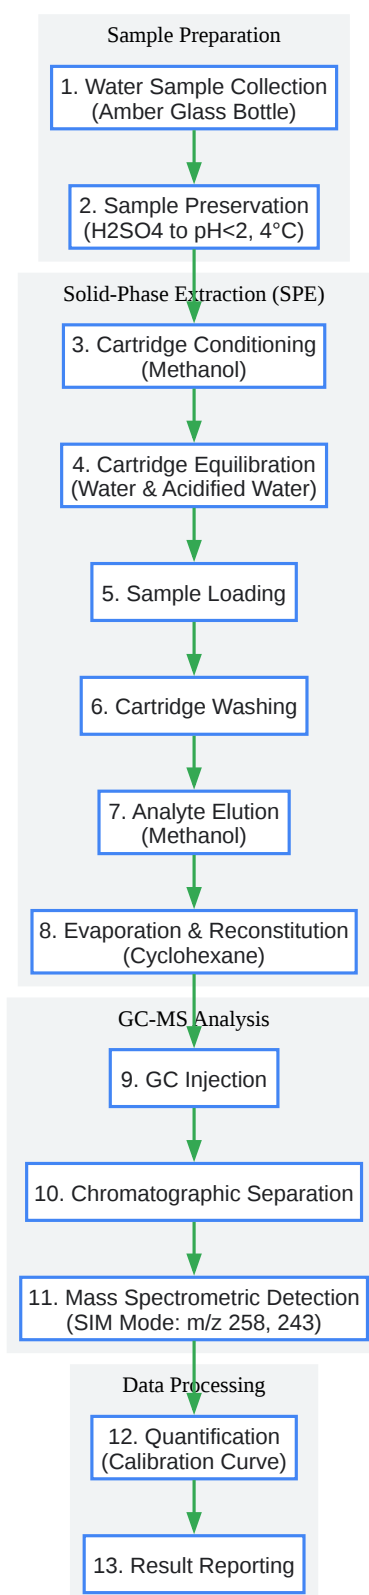 Sample Preparation
1. Water Sample Collection
(Amber Glass Bottle)
2. Sample Preservation
(H2SO4 to pH<2, 4°C)
Solid-Phase Extraction (SPE)
3. Cartridge Conditioning
(Methanol)
4. Cartridge Equilibration
(Water & Acidified Water)
5. Sample Loading
6. Cartridge Washing
7. Analyte Elution
(Methanol)
8. Evaporation & Reconstitution
(Cyclohexane)
GC-MS Analysis
9. GC Injection
10. Chromatographic Separation
11. Mass Spectrometric Detection
(SIM Mode: m/z 258, 243)
Data Processing
12. Quantification
(Calibration Curve)
13. Result Reporting